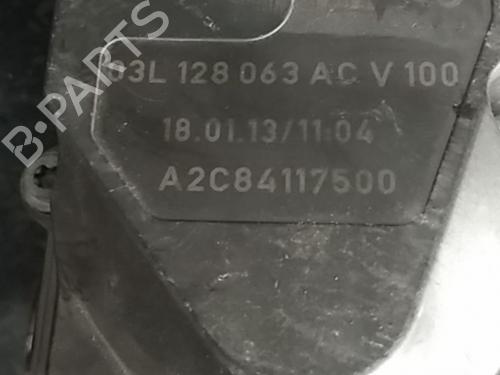 B-PARTS
03L 128 063 AC V 100
18.01.13/11:04
A2C84117500